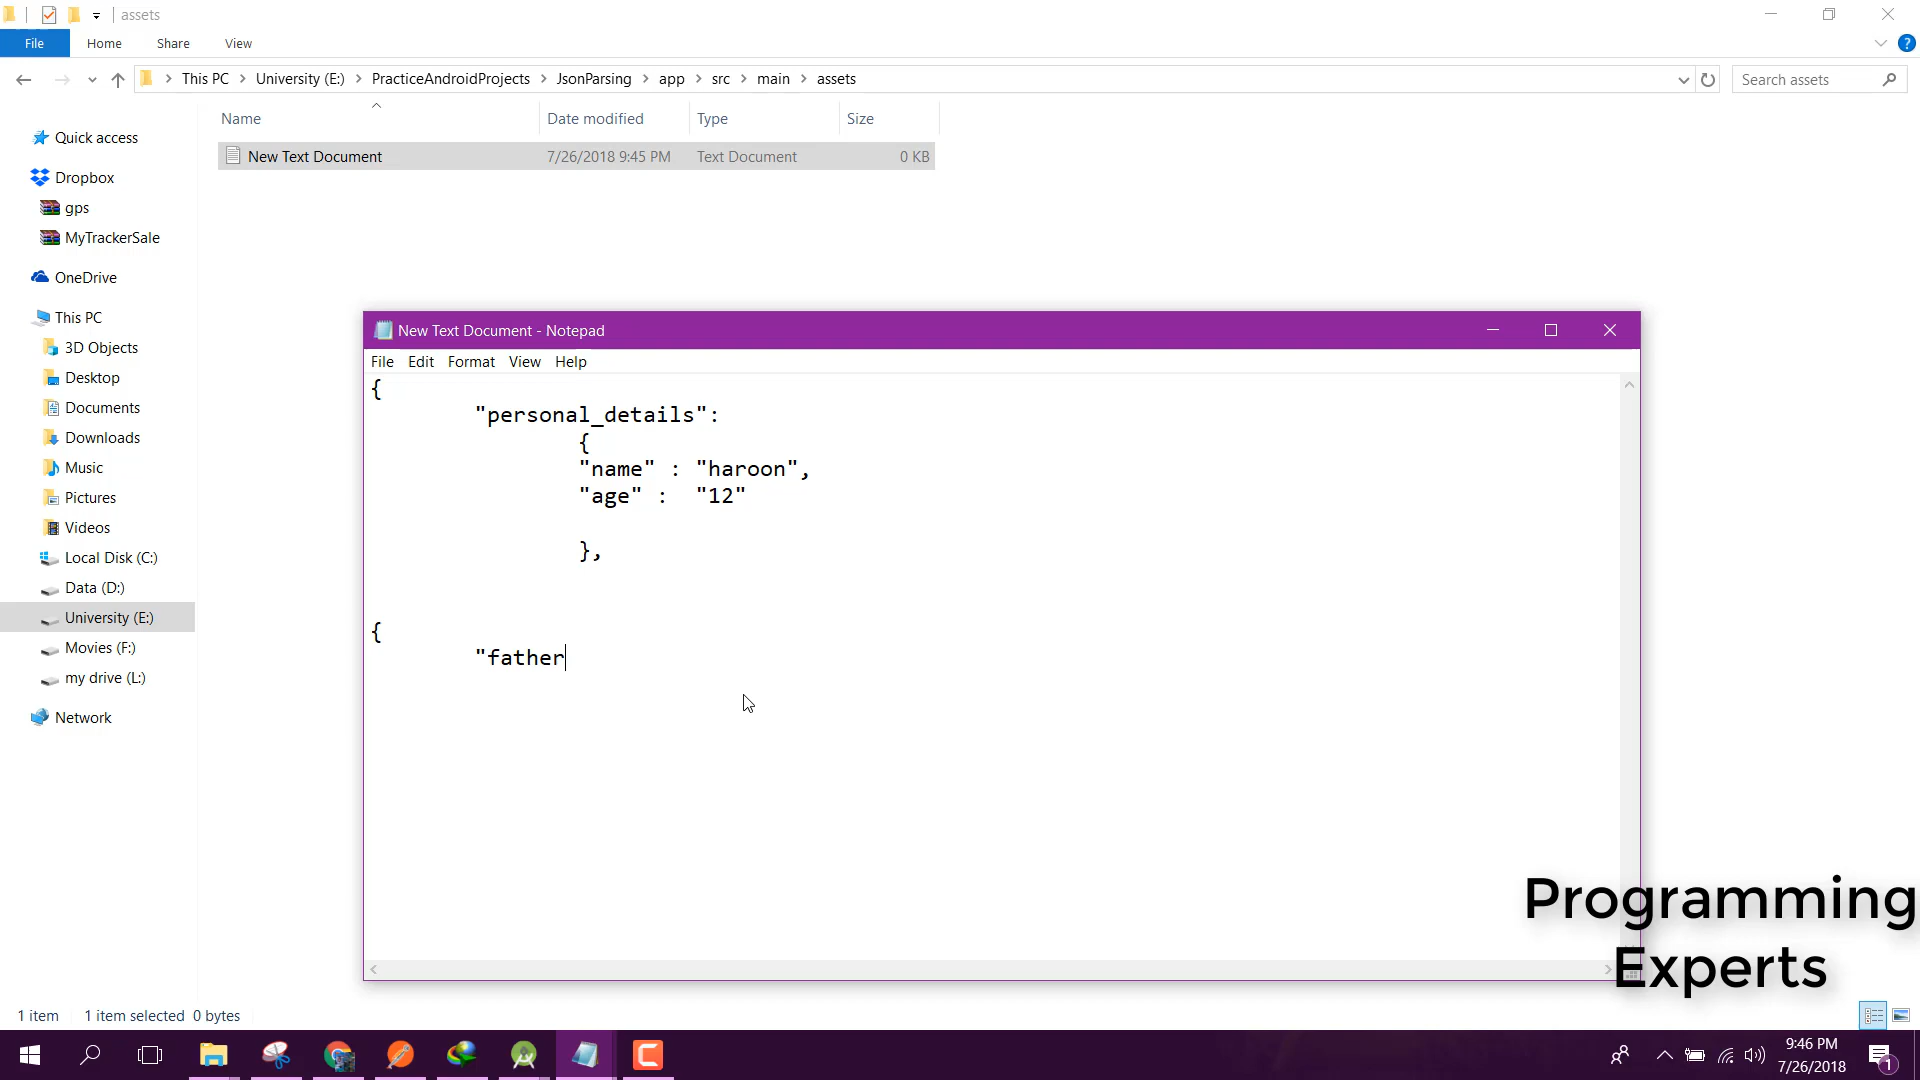 assets
File Home Share View
This PC University (E:) PracticeAndroidProjects JsonParsing app src main assets
Search assets
Name Date modified Type Size
New Text Document 7/26/2018 9:45 PM Text Document 0 KB
Quick access
Dropbox
gps
MyTrackerSale
OneDrive
This PC
3D Objects
Desktop
Documents
Downloads
Music
Pictures
Videos
Local Disk (C:)
Data (D:)
University (E:)
Movies (F:)
my drive (L:)
Network
New Text Document - Notepad
File Edit Format View Help
{
"personal_details":
{
"name" : "haroon",
"age" : "12"
},
{
"father
Programming
Experts
1 item 1 item selected 0 bytes
9:46 PM
7/26/2018
1